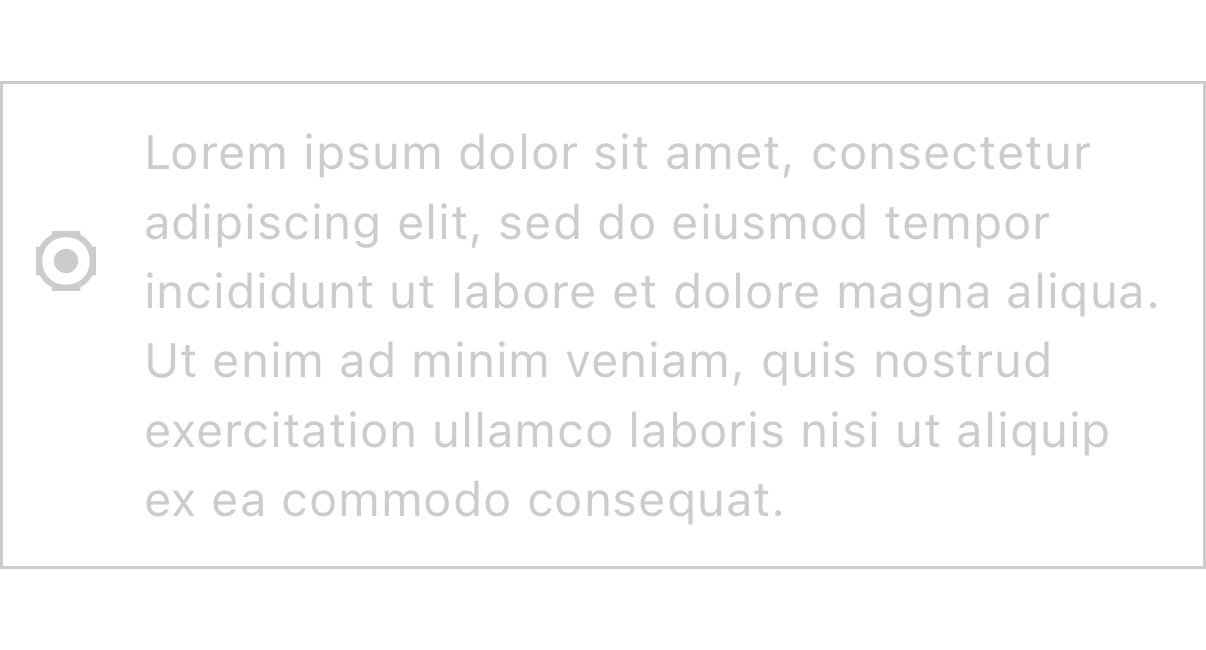 Lorem ipsum dolor sit amet, consectetur
adipiscing elit, sed do eiusmod tempor
incididunt ut labore et dolore magna aliqua.
Ut enim ad minim veniam, quis nostrud
exercitation ullamco laboris nisi ut aliquip
ex ea commodo consequat.